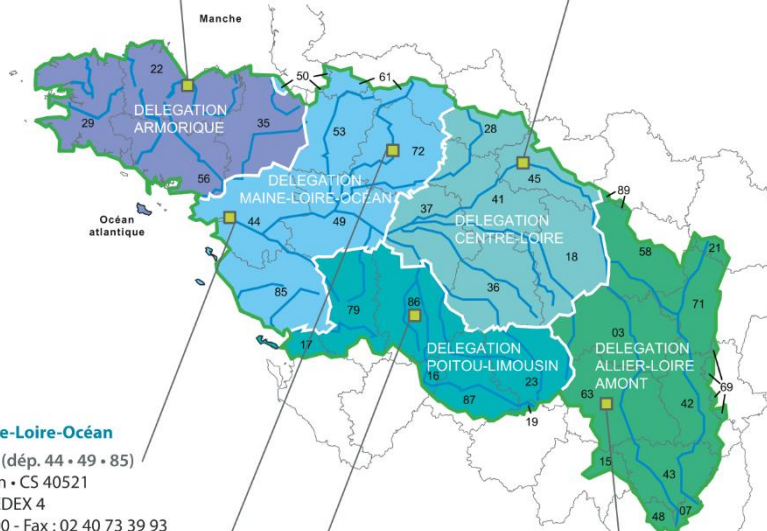 Manche
50
61
22
DELEGATION
ARMORIQUE
29
35
53
72
28
56
DELEGATION
MAINE-LOIRE-OCÉAN
45
41
89
Océan
atlantique
44
49
37
DELEGATION
CENTRE-LOIRE
18
58
21
85
36
71
79
86
03
17
DELEGATION
POITOU-LIMOUSIN
DELEGATION
ALLIER-LOIRE
AMONT
16
23
87
63
69
42
19
e-Loire-Océan
(dép. 44 • 49 • 85)
n • CS 40521
EDEX 4
0 - Fax : 02 40 73 39 93
15
43
48
07